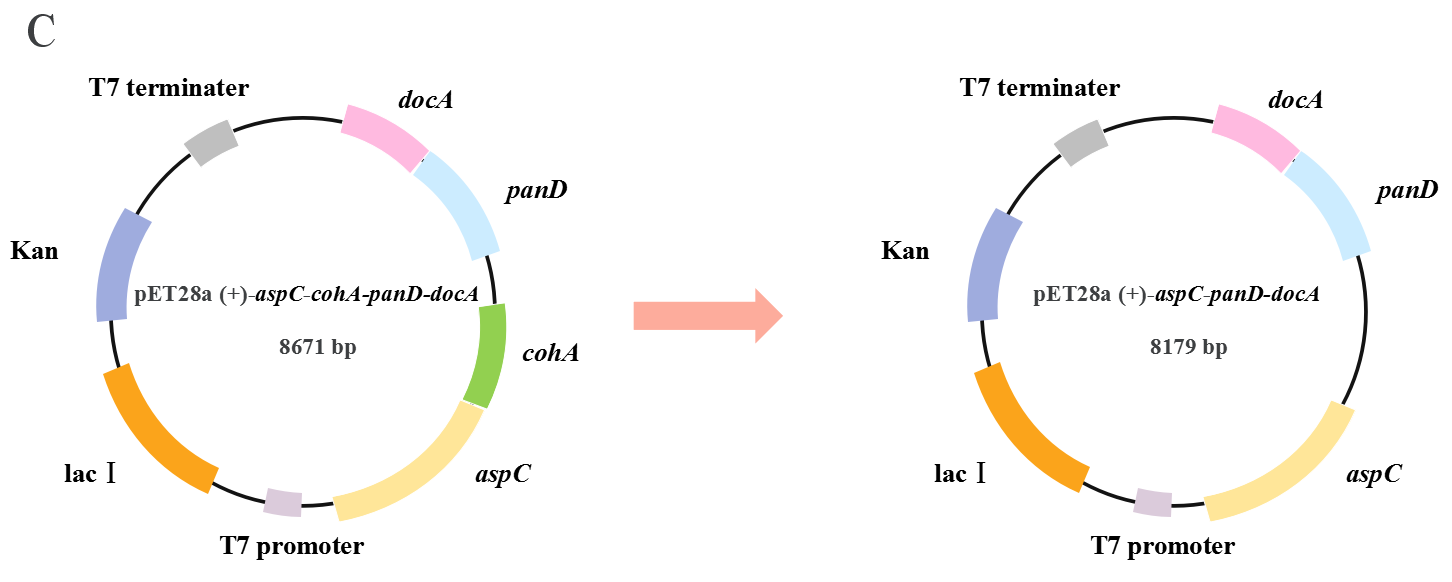 C
T7 terminater
docA
panD
Kan
pET28a (+)-aspC-cohA-panD-docA
8671 bp
cohA
lac Ⅰ
aspC
T7 promoter
T7 terminater
docA
panD
Kan
pET28a (+)-aspC-panD-docA
8179 bp
lac Ⅰ
aspC
T7 promoter